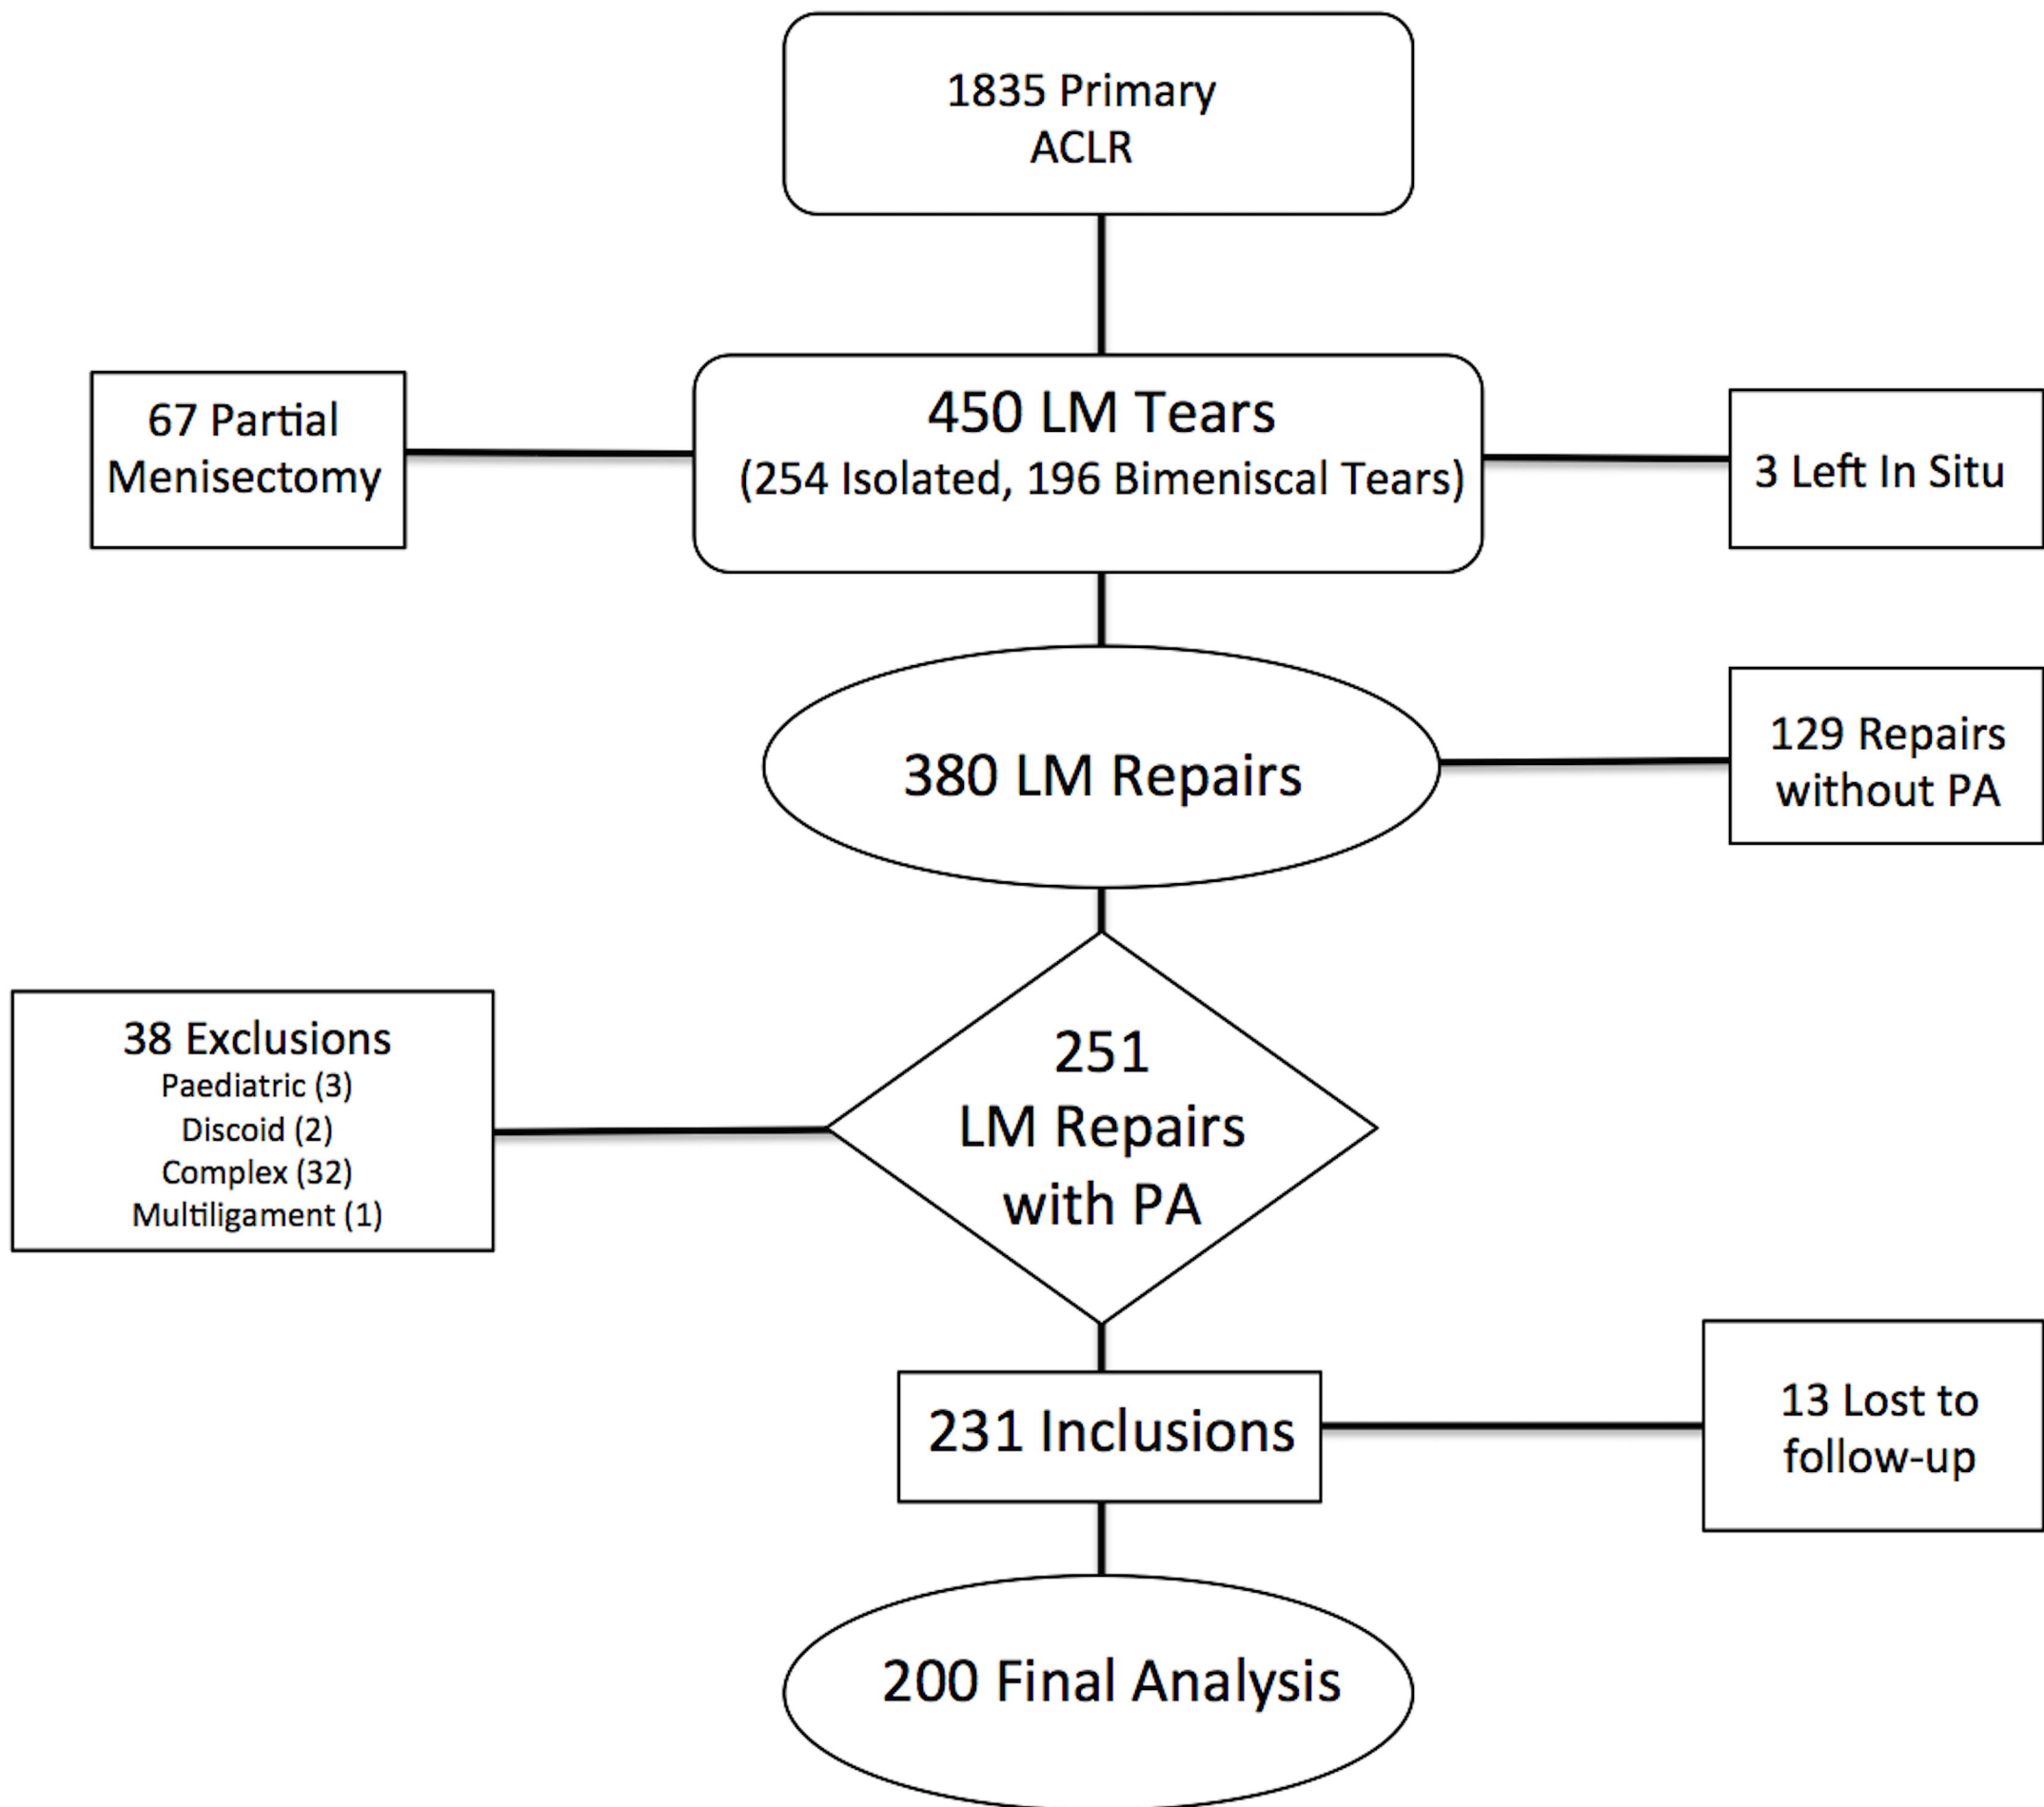 1835 Primary
ACLR
67 Partial
Menisectomy
450 LM Tears
(254 Isolated, 196 Bimeniscal Tears)
3 Left In Situ
380 LM Repairs
129 Repairs
without PA
38 Exclusions
Paediatric (3)
Discoid (2)
Complex (32)
Multiligament (1)
251
LM Repairs
with PA
231 Inclusions
13 Lost to
follow-up
200 Final Analysis